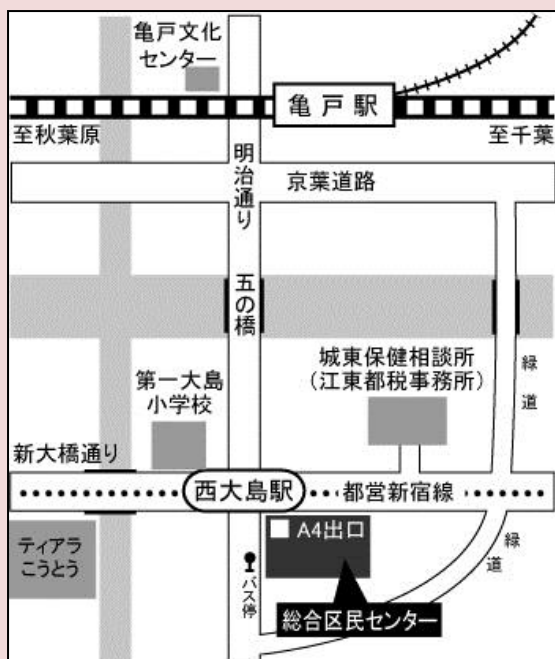 亀戸文化
センター
亀戸駅
至秋葉原
至千葉
明治通り
京葉道路
五の橋
城東保健相談所
(江東都税事務所)
緑道
第一大島
小学校
新大橋通り
西大島駅
都営新宿線
ティアラ
こうとう
A4出口
緑道
バス停
総合区民センター